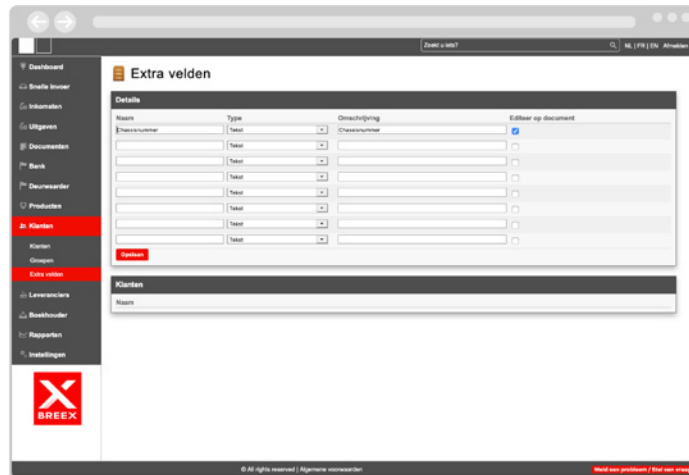 Zoekt u iets?
NL | FR | EN Afmelden
Dashboard
Snelle invoer
Inkomsten
Uitgaven
Documenten
Bank
Deurwaarder
Producten
Klanten
Klanten
Groepen
Extra velden
Leveranciers
Boekhouder
Rapporten
Instellingen
BREEX
Extra velden
Details
Naam Type Omschrijving Editeer op document
Chassisnummer Tekst Chassisnummer
Tekst
Tekst
Tekst
Tekst
Tekst
Tekst
Tekst
Opslaan
Klanten
Naam
© All rights reserved | Algemene voorwaarden
Meld een probleem / Stel een vraag